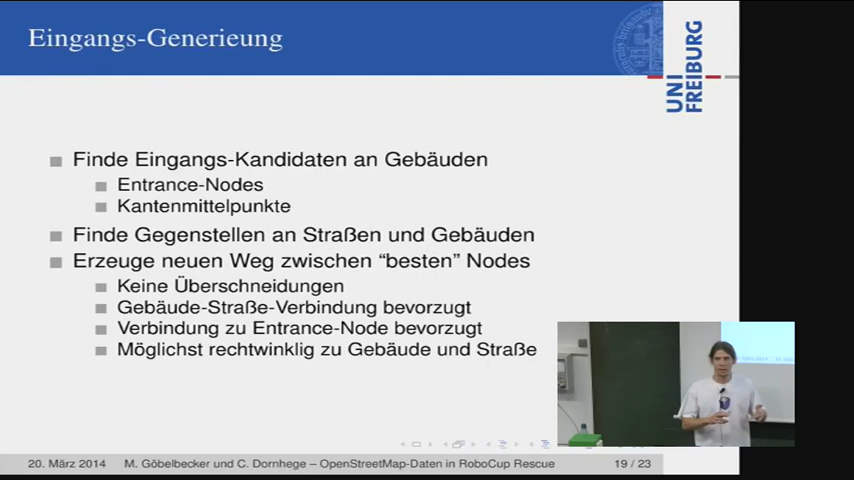 Eingangs-Generieung
UNI
FREIBURG
Finde Eingangs-Kandidaten an Gebäuden
Entrance-Nodes
Kantenmittelpunkte
Finde Gegenstellen an Straßen und Gebäuden
Erzeuge neuen Weg zwischen “besten” Nodes
Keine Überschneidungen
Gebäude-Straße-Verbindung bevorzugt
Verbindung zu Entrance-Node bevorzugt
Möglichst rechtwinklig zu Gebäude und Straße
20. März 2014 M. Göbelbecker und C. Dornhege – OpenStreetMap-Daten in RoboCup Rescue 19 / 23